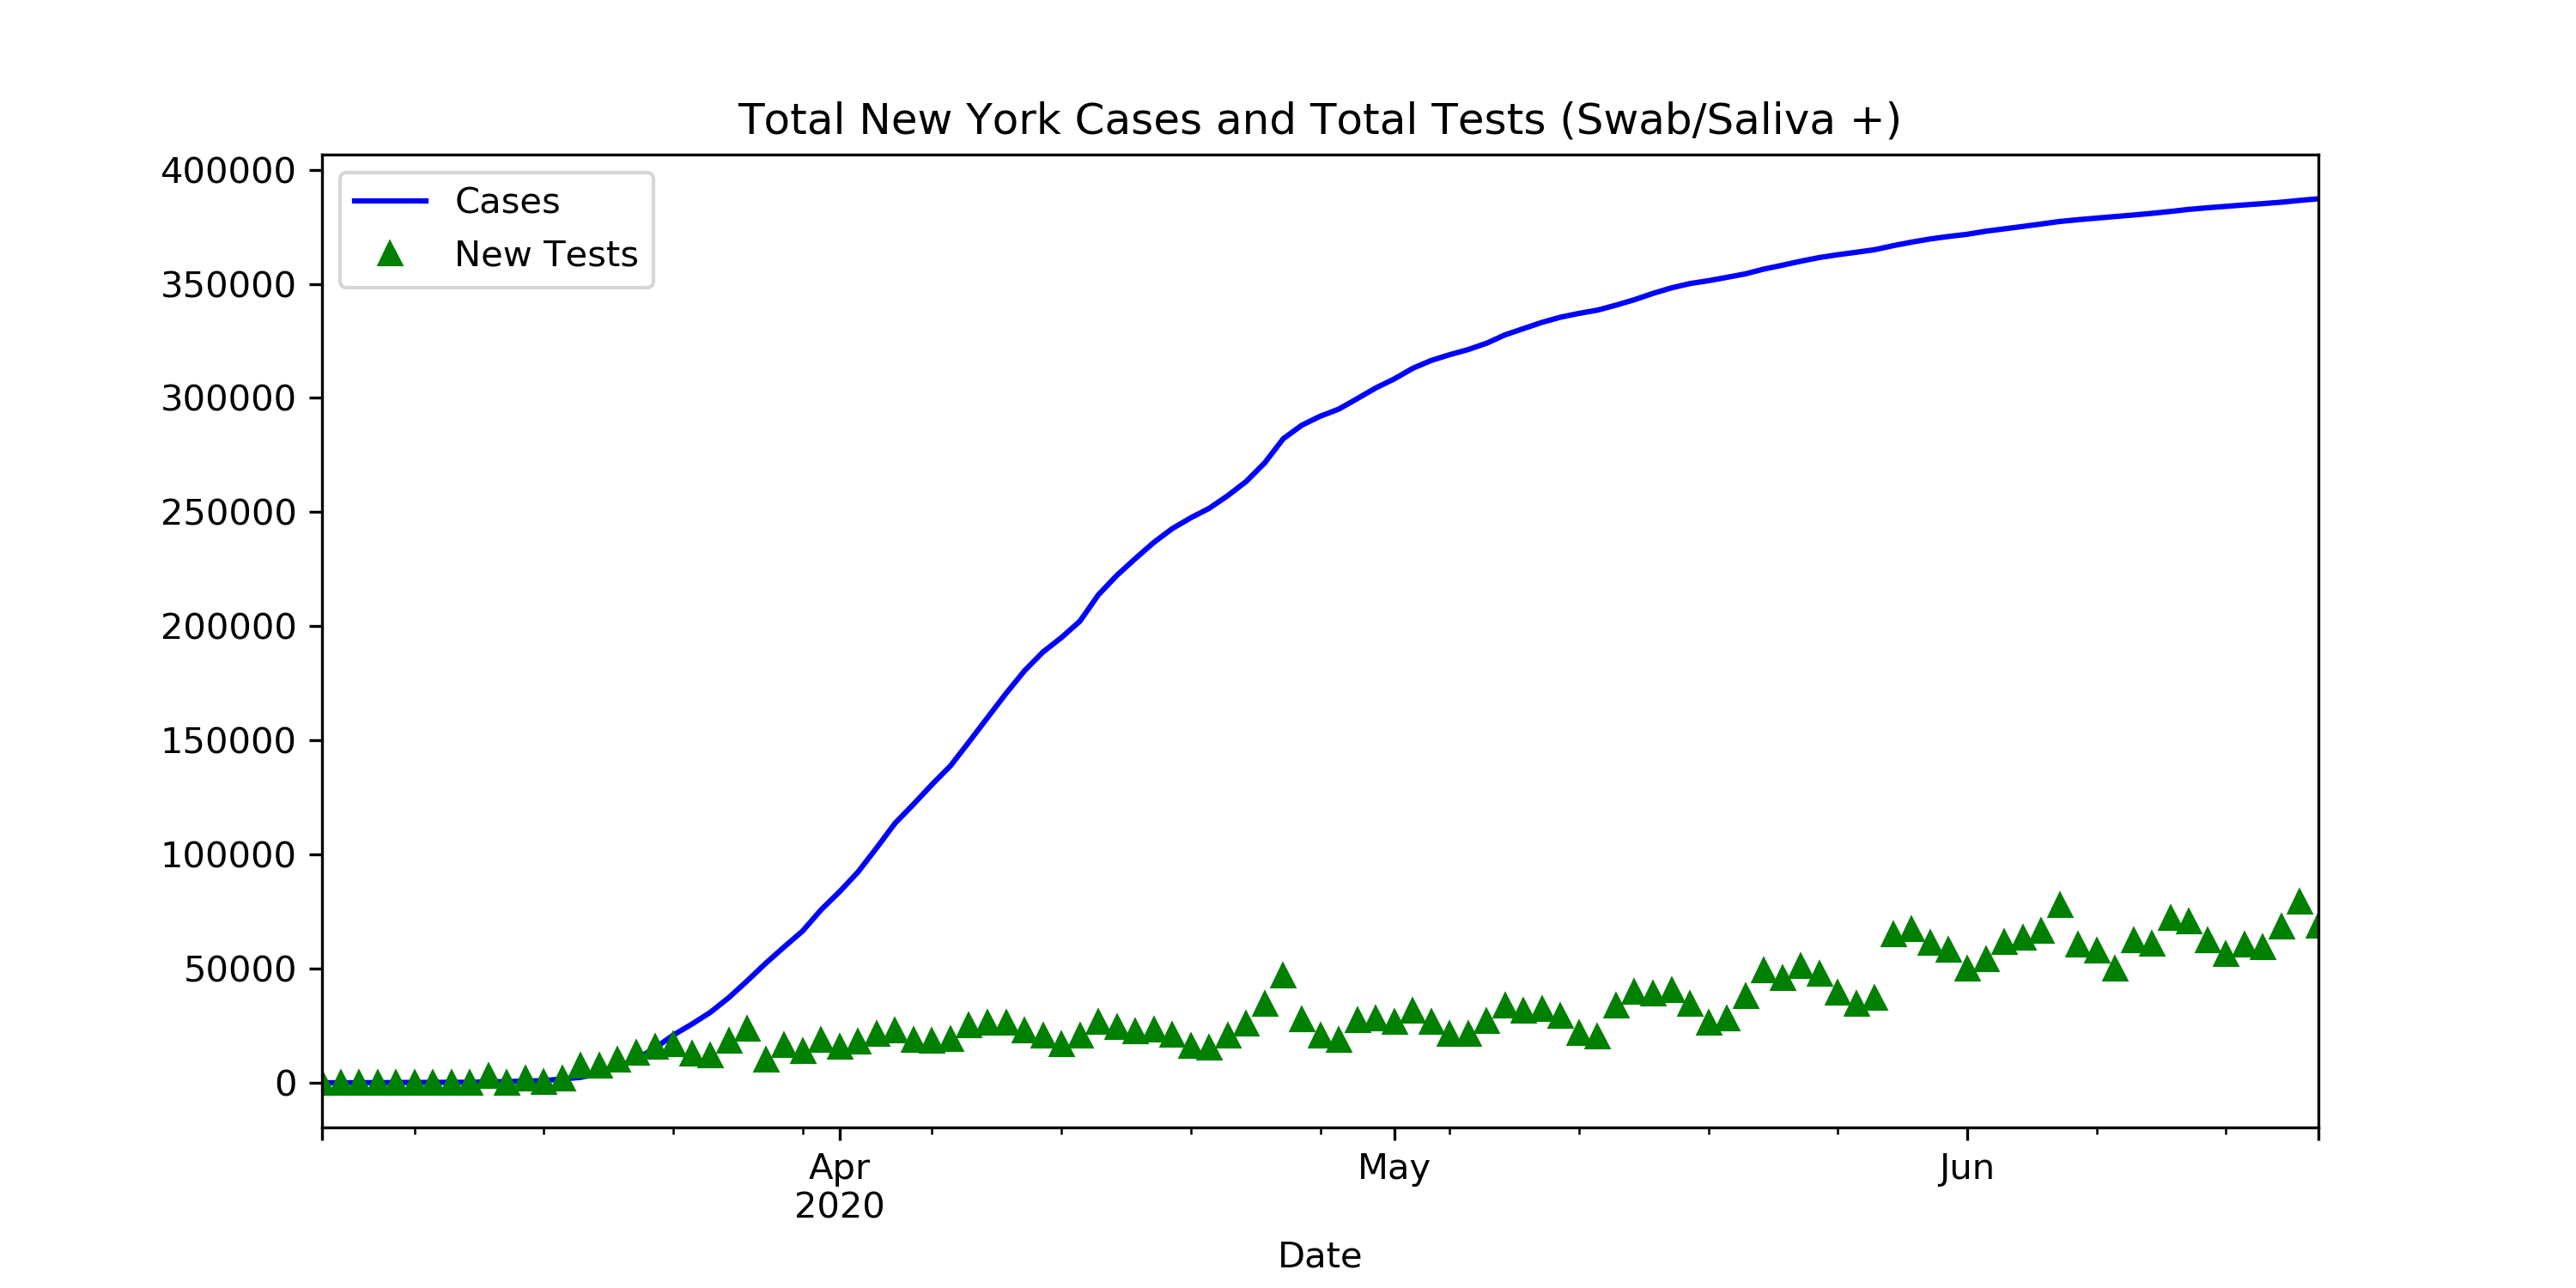 Total New York Cases and Total Tests (Swab/Saliva +)
400000
350000
300000
250000
200000
150000
100000
50000
0
Cases
New Tests
Apr
2020
May
Jun
Date